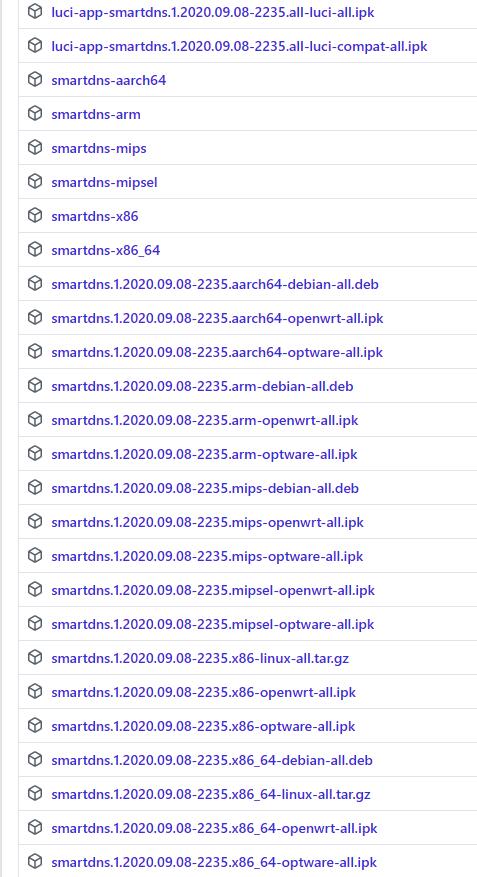 luci-app-smartdns.1.2020.09.08-2235.all-luci-all.ipk
luci-app-smartdns.1.2020.09.08-2235.all-luci-compat-all.ipk
smartdns-aarch64
smartdns-arm
smartdns-mips
smartdns-mipsel
smartdns-x86
smartdns-x86_64
smartdns.1.2020.09.08-2235.aarch64-debian-all.deb
smartdns.1.2020.09.08-2235.aarch64-openwrt-all.ipk
smartdns.1.2020.09.08-2235.aarch64-optware-all.ipk
smartdns.1.2020.09.08-2235.arm-debian-all.deb
smartdns.1.2020.09.08-2235.arm-openwrt-all.ipk
smartdns.1.2020.09.08-2235.arm-optware-all.ipk
smartdns.1.2020.09.08-2235.mips-debian-all.deb
smartdns.1.2020.09.08-2235.mips-openwrt-all.ipk
smartdns.1.2020.09.08-2235.mips-optware-all.ipk
smartdns.1.2020.09.08-2235.mipsel-openwrt-all.ipk
smartdns.1.2020.09.08-2235.mipsel-optware-all.ipk
smartdns.1.2020.09.08-2235.x86-linux-all.tar.gz
smartdns.1.2020.09.08-2235.x86-openwrt-all.ipk
smartdns.1.2020.09.08-2235.x86-optware-all.ipk
smartdns.1.2020.09.08-2235.x86_64-debian-all.deb
smartdns.1.2020.09.08-2235.x86_64-linux-all.tar.gz
smartdns.1.2020.09.08-2235.x86_64-openwrt-all.ipk
smartdns.1.2020.09.08-2235.x86_64-optware-all.ipk